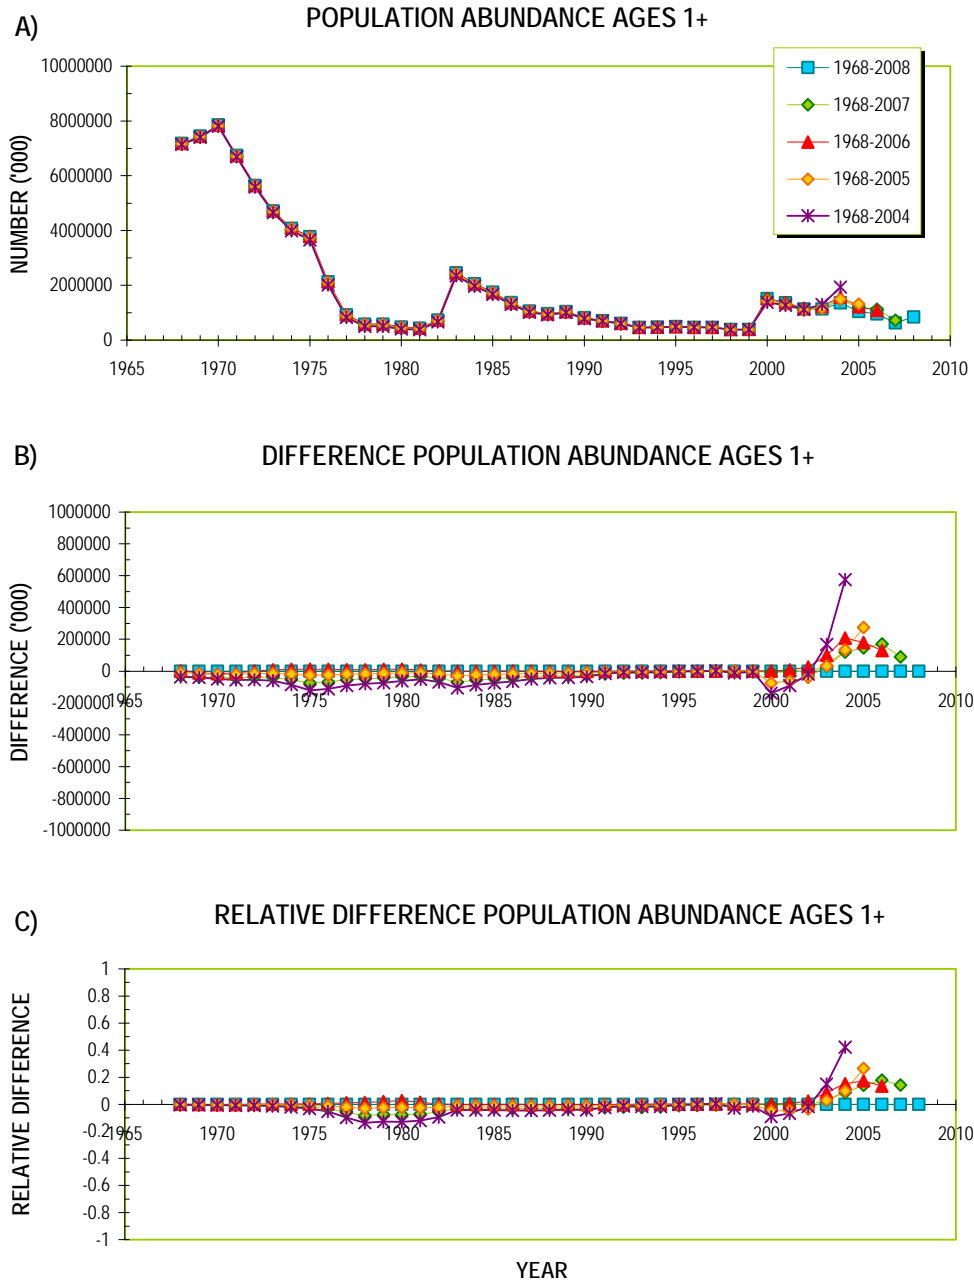 A)
POPULATION ABUNDANCE AGES 1+
10000000
8000000
6000000
4000000
2000000
0
NUMBER ('000)
1965 1970 1975 1980 1985 1990 1995 2000 2005 2010
1968-2008
1968-2007
1968-2006
1968-2005
1968-2004
B)
DIFFERENCE POPULATION ABUNDANCE AGES 1+
1000000
800000
600000
400000
200000
0
-200000
-400000
-600000
-800000
-1000000
DIFFERENCE ('000)
1965 1970 1975 1980 1985 1990 1995 2000 2005 2010
C)
RELATIVE DIFFERENCE POPULATION ABUNDANCE AGES 1+
1
0.8
0.6
0.4
0.2
0
-0.2
-0.4
-0.6
-0.8
-1
RELATIVE DIFFERENCE
1965 1970 1975 1980 1985 1990 1995 2000 2005 2010
YEAR